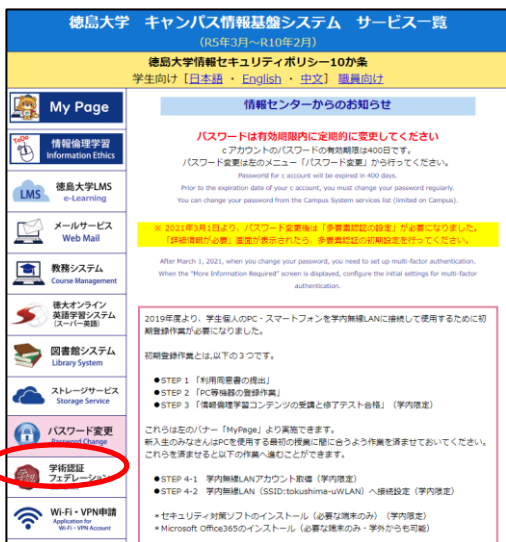 徳島大学 キャンパス情報基盤システム サービス一覧
(R5年3月～R10年2月)
徳島大学情報セキュリティポリシー10か条
学生向け [日本語 ・ English ・ 中文] 職員向け
My Page
ToDo
情報倫理学習
Information Ethics
LMS
徳島大学LMS
e-Learning
メールサービス
Web Mail
教務システム
Course Management
徳大オンライン
英語学習システム
(スーパー英語)
図書館システム
Library System
ストレージサービス
Storage Service
パスワード変更
Password Change
学術認証
フェデレーション
Wi-Fi・VPN申請
Application for
Wi-Fi・VPN Account
情報センターからのお知らせ
パスワードは有効期限内に定期的に変更してください
cアカウントのパスワードの有効期限は400日です。
パスワード変更は左のメニュー「パスワード変更」から行ってください。
Password for c account will be expired in 400 days.
Prior to the expiration date of your c account, you must change your password regularly.
You can change your password from the Campus System services list (limited on Campus).
※ 2021年3月1日より、パスワード変更後は「多要素認証の設定」が必要になりました。
「詳細情報が必要」画面が表示されたら、多要素認証の初期設定を行ってください。
After March 1, 2021, when you change your password, you need to set up multi-factor authentication.
When the "More Information Required" screen is displayed, configure the initial settings for multi-factor
authentication.
2019年度より、学生個人のPC・スマートフォンを学内無線LANに接続して使用するために初
期登録作業が必要になりました。
初期登録作業とは,以下の3つです。
●STEP 1 「利用同意書の提出」
●STEP 2 「PC等機器の登録作業」
●STEP 3 「情報倫理学習コンテンツの受講と修了テスト合格」 (学内限定)
これらは左のバナー「MyPage」より実施できます。
新入生のみなさんはPCを使用する最初の授業に間に合うよう作業を済ませておいてください。
これらを済ませると以下の作業へ進むことができます。
●STEP 4-1 学内無線LANアカウント取得 (学内限定)
●STEP 4-2 学内無線LAN (SSID:tokushima-uWLAN) へ接続設定 (学内限定)
*セキュリティ対策ソフトのインストール (必要な端末のみ) (学内限定)
*Microsoft Office365のインストール (必要な端末のみ・学外からも可能)